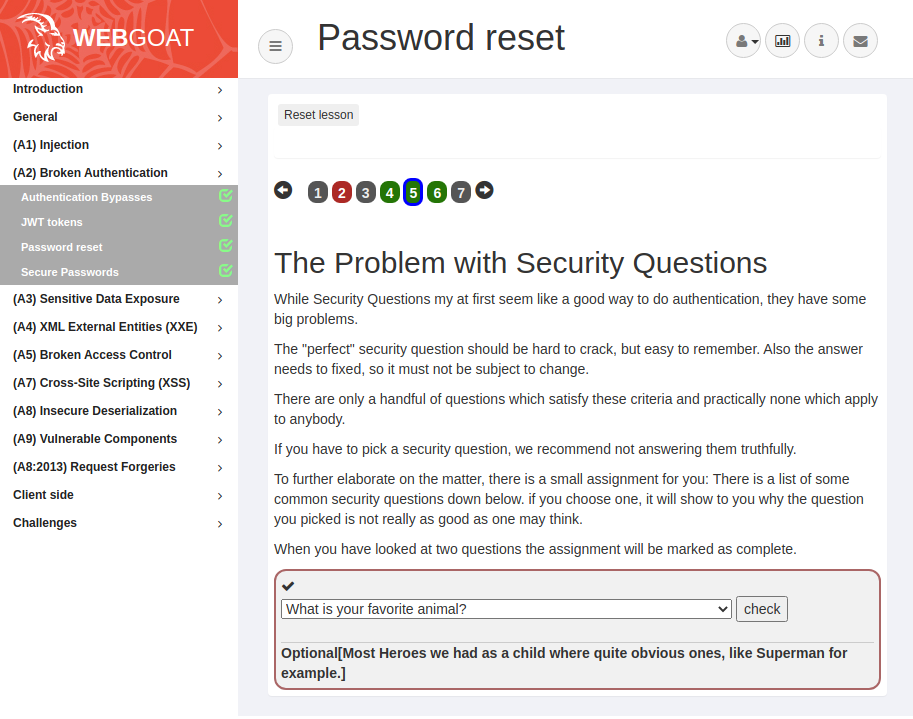 WEBGOAT
Password reset
Introduction
General
(A1) Injection
(A2) Broken Authentication
Authentication Bypasses
JWT tokens
Password reset
Secure Passwords
(A3) Sensitive Data Exposure
(A4) XML External Entities (XXE)
(A5) Broken Access Control
(A7) Cross-Site Scripting (XSS)
(A8) Insecure Deserialization
(A9) Vulnerable Components
(A8:2013) Request Forgeries
Client side
Challenges
Reset lesson
1 2 3 4 5 6 7
The Problem with Security Questions
While Security Questions my at first seem like a good way to do authentication, they have some
big problems.
The "perfect" security question should be hard to crack, but easy to remember. Also the answer
needs to fixed, so it must not be subject to change.
There are only a handful of questions which satisfy these criteria and practically none which apply
to anybody.
If you have to pick a security question, we recommend not answering them truthfully.
To further elaborate on the matter, there is a small assignment for you: There is a list of some
common security questions down below. if you choose one, it will show to you why the question
you picked is not really as good as one may think.
When you have looked at two questions the assignment will be marked as complete.
What is your favorite animal? check
Optional[Most Heroes we had as a child where quite obvious ones, like Superman for
example.]